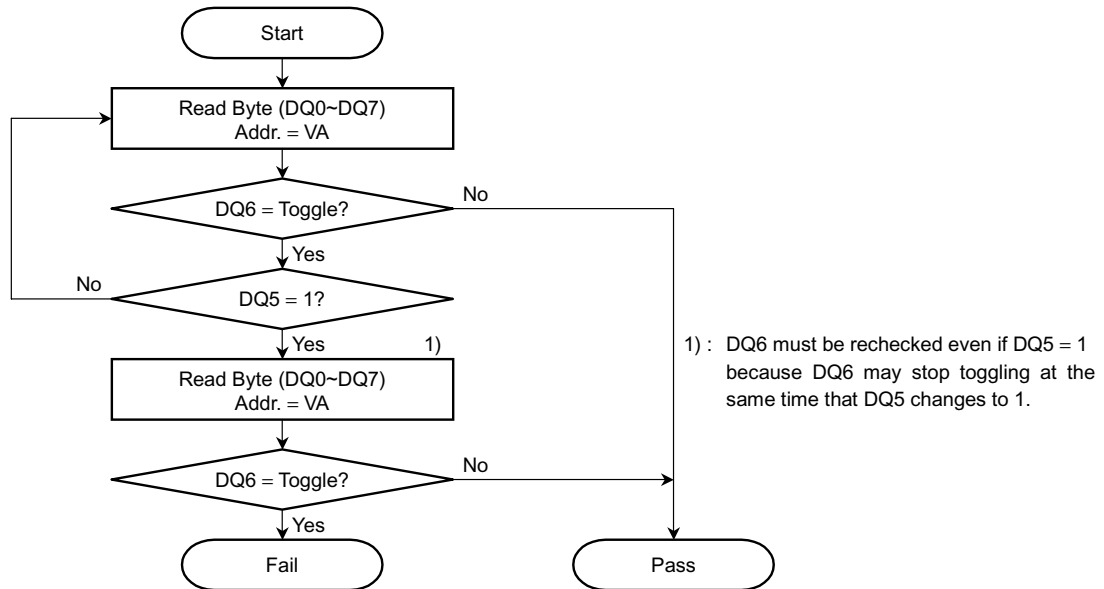 Start
Read Byte (DQ0~DQ7)
Addr. = VA
No
DQ6 = Toggle?
Yes
No
DQ5 = 1?
Yes
1)
1) : DQ6 must be rechecked even if DQ5 = 1
because DQ6 may stop toggling at the
same time that DQ5 changes to 1.
Read Byte (DQ0~DQ7)
Addr. = VA
No
DQ6 = Toggle?
Yes
Fail
Pass